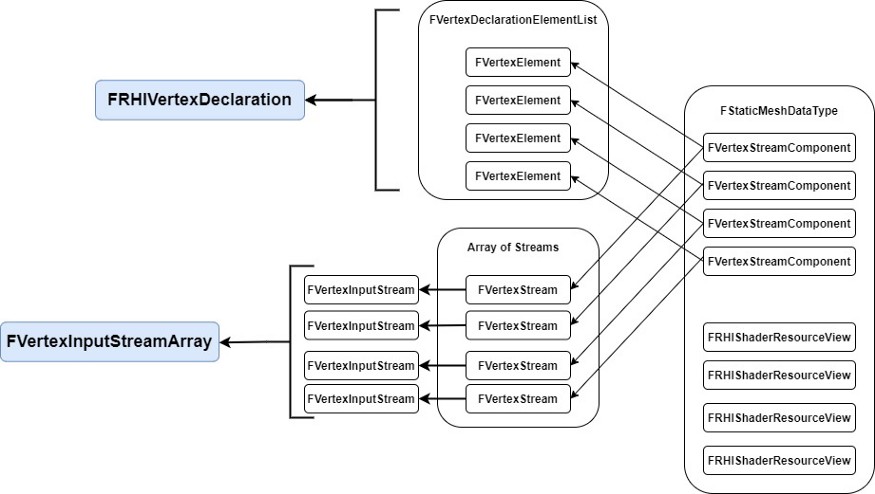 FVertexDeclarationElementList
FVertexElement
FVertexElement
FVertexElement
FVertexElement
FRHIVertexDeclaration
FStaticMeshDataType
FVertexStreamComponent
FVertexStreamComponent
FVertexStreamComponent
FVertexStreamComponent
FRHIShaderResourceView
FRHIShaderResourceView
FRHIShaderResourceView
FRHIShaderResourceView
Array of Streams
FVertexInputStream
FVertexStream
FVertexInputStream
FVertexStream
FVertexInputStream
FVertexStream
FVertexInputStream
FVertexStream
FVertexInputStreamArray